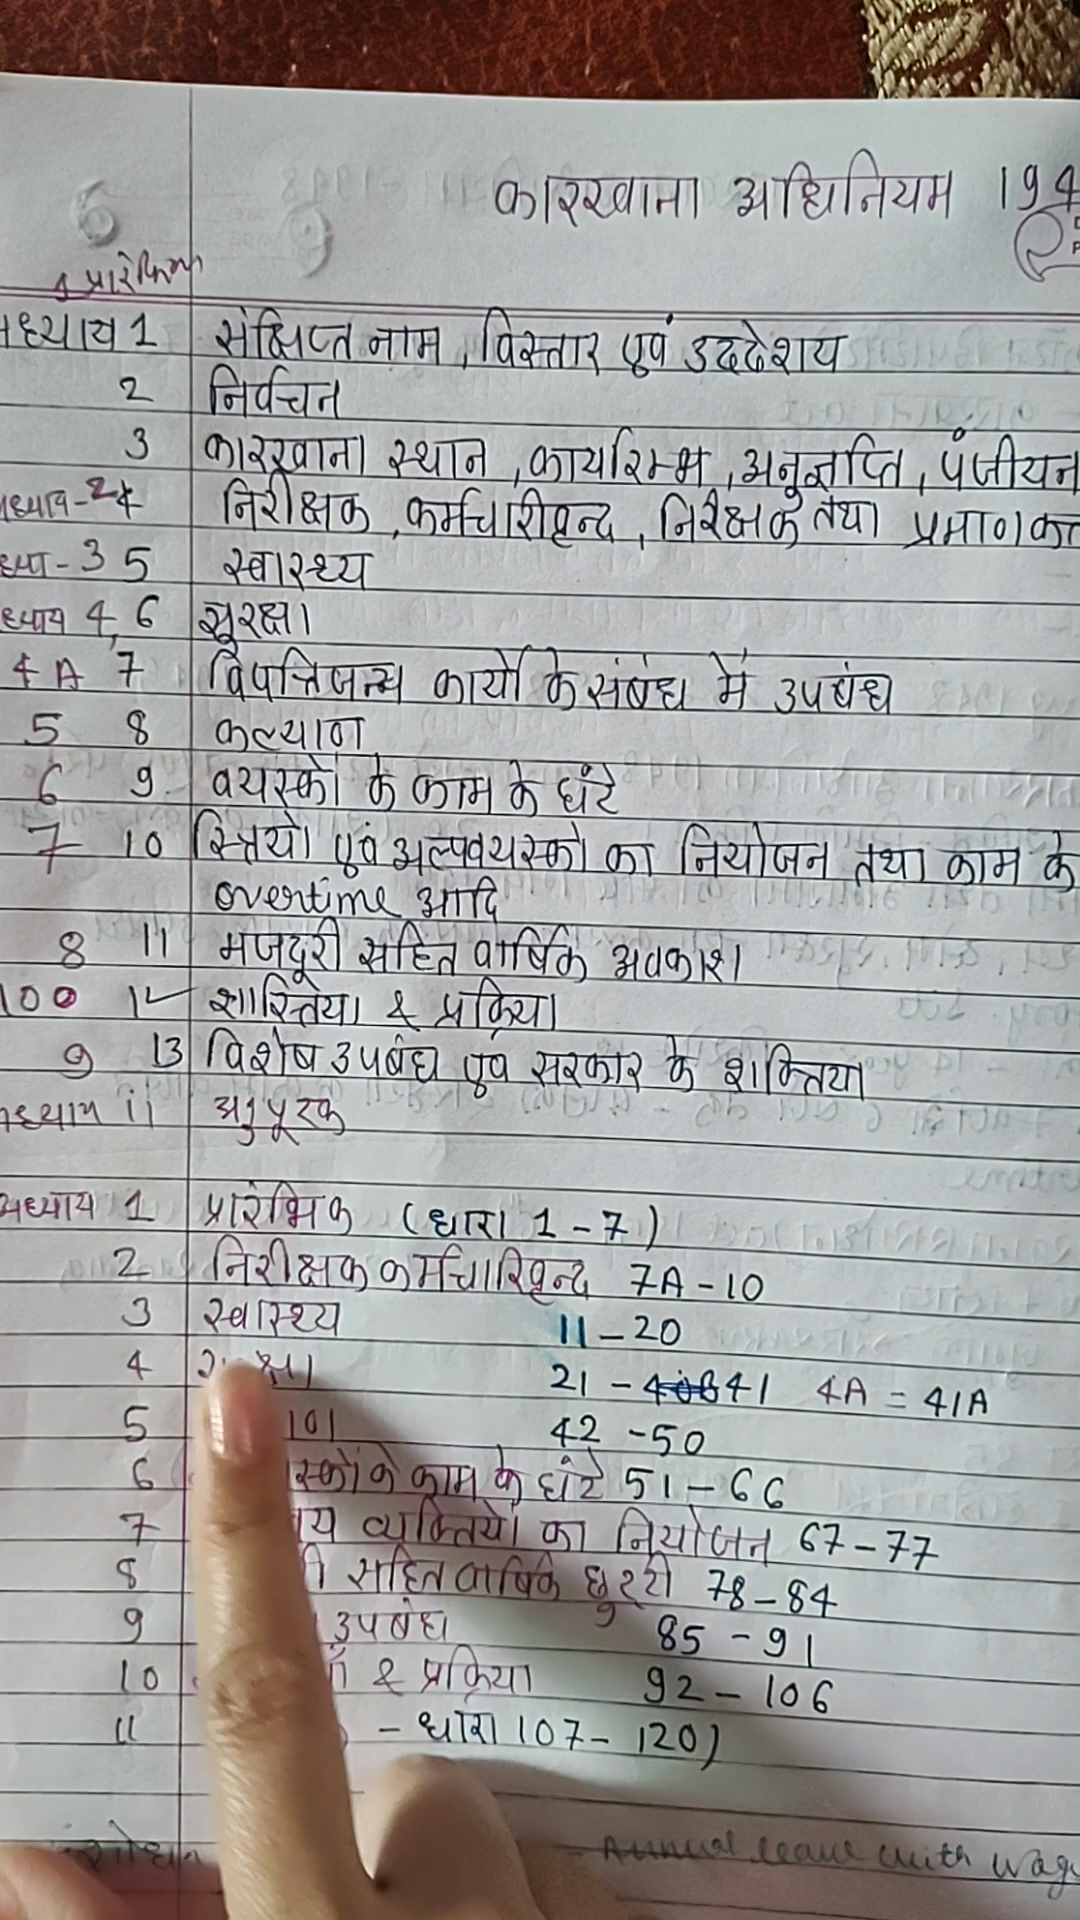 कारखाना अधिनियम 194
1 प्रारंभिक
अध्याय 1 संक्षिप्त नाम, विस्तार एवं उददेशय
2 निर्वचन
3 कारखाना स्थान, कार्यारम्भ, अनुज्ञप्ति, पंजीयन
ध्याय-2 4 निरीक्षक, कर्मचारीवृन्द, निरीक्षक तथा प्रमाणकत
ध्या-3 5 स्वास्थ्य
ध्याय 4, 6 सुरक्षा
4A 7 विपत्तिजन्य कार्यो के संबंध में उपबंध
5 8 कल्याण
6 9 वयस्कों के काम के घंटे
7 10 स्त्रियो एवं अल्पवयस्को का नियोजन तथा काम के
overtime आदि
8 11 मजदूरी सहित वार्षिक अवकाश
100 12 शास्तिया & प्रक्रिया
9 13 विशेष उपबंध एवं सरकार के शक्तिया
ध्याय 11 अनुपूरक
अध्याय 1 प्रारंभिक (धारा 1-7)
2 निरीक्षक कर्मचारिवृन्द 7A-10
3 स्वास्थ्य 11-20
4 21-41 4A = 41A
5 42-50
6 स्कों के काम के घंटे 51-66
7 य व्यक्तियो का नियोजन 67-77
8 सहित वार्षिक छुट्टी 78-84
9 उपबंध 85-91
10 & प्रक्रिया 92-106
11 - धारा 107-120)
Annual leave with wag